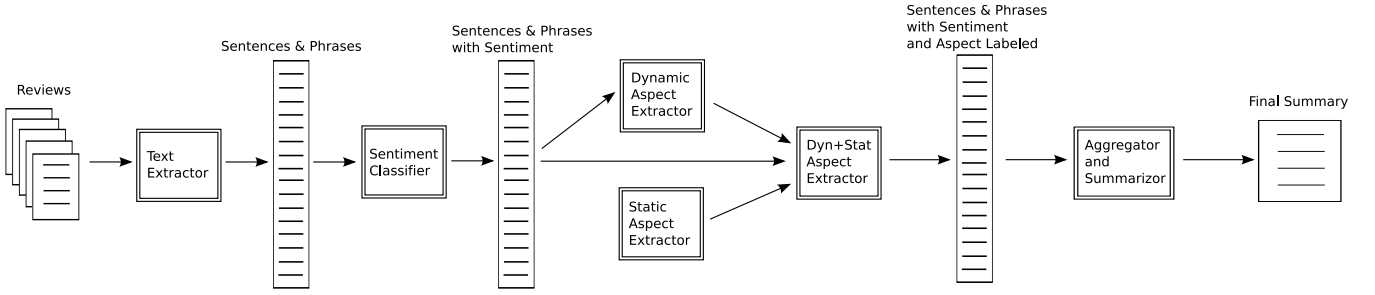 Reviews
Text
Extractor
Sentences & Phrases
Sentiment
Classifier
Sentences & Phrases
with Sentiment
Dynamic
Aspect
Extractor
Static
Aspect
Extractor
Dyn+Stat
Aspect
Extractor
Sentences & Phrases
with Sentiment
and Aspect Labeled
Aggregator
and
Summarizor
Final Summary